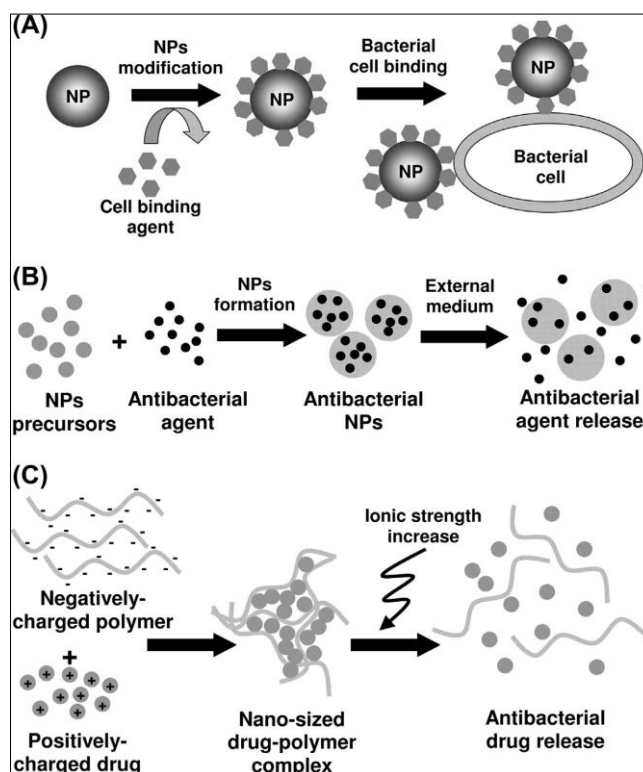 (A)
NPs
modification
NP
Cell binding
agent
NP
Bacterial
cell binding
NP
NP
Bacterial
cell
(B)
NPs
precursors
+
Antibacterial
agent
NPs
formation
Antibacterial
NPs
External
medium
Antibacterial
agent release
(C)
Negatively-
charged polymer
+
Positively-
charged drug
Nano-sized
drug-polymer
complex
Ionic strength
increase
Antibacterial
drug release